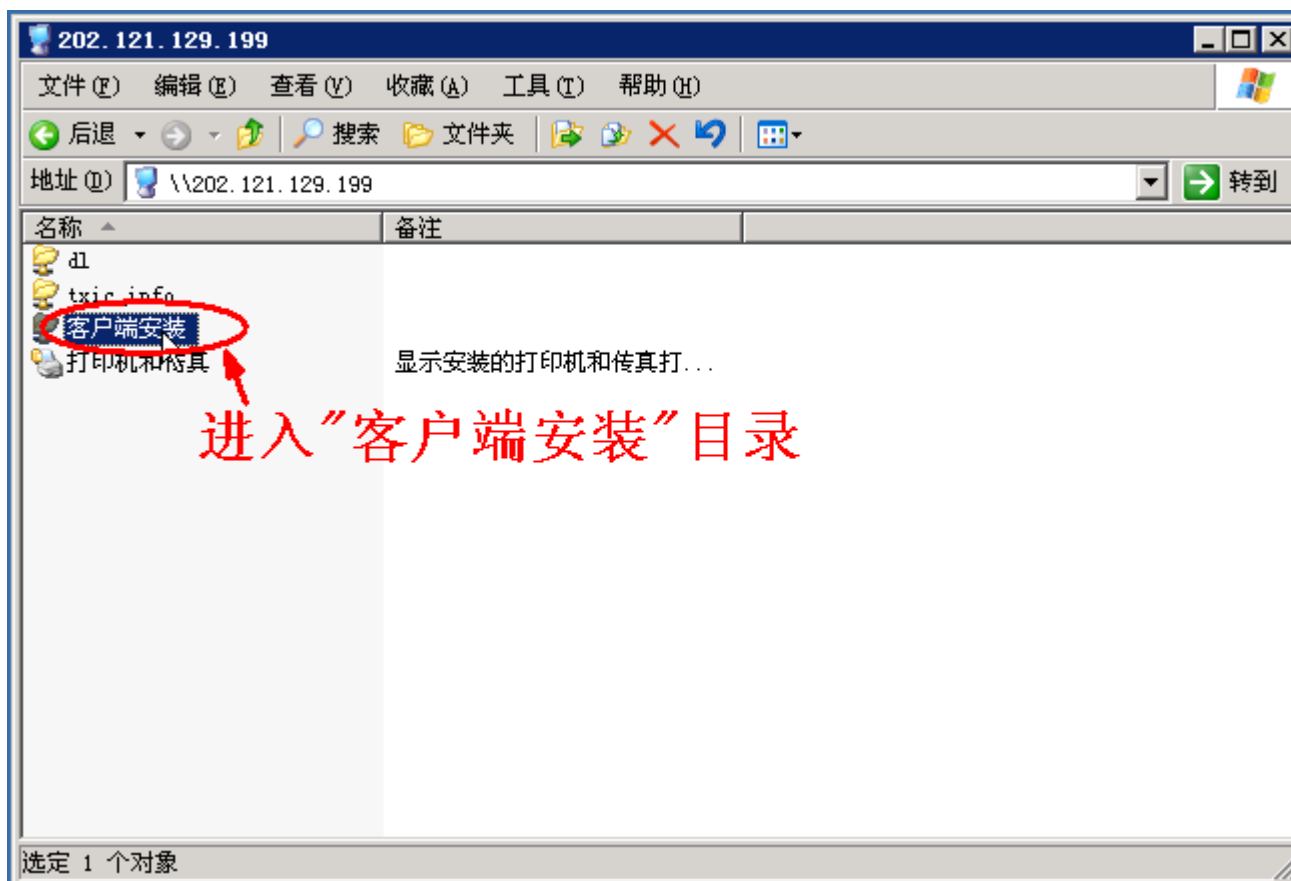 202.121.129.199
文件(F) 编辑(E) 查看(V) 收藏(A) 工具(T) 帮助(H)
后退 搜索 文件夹
地址(D) \\202.121.129.199 转到
名称 备注
dl
txic_info
客户端安装
打印机和传真 显示安装的打印机和传真打...
进入"客户端安装"目录
选定 1 个对象